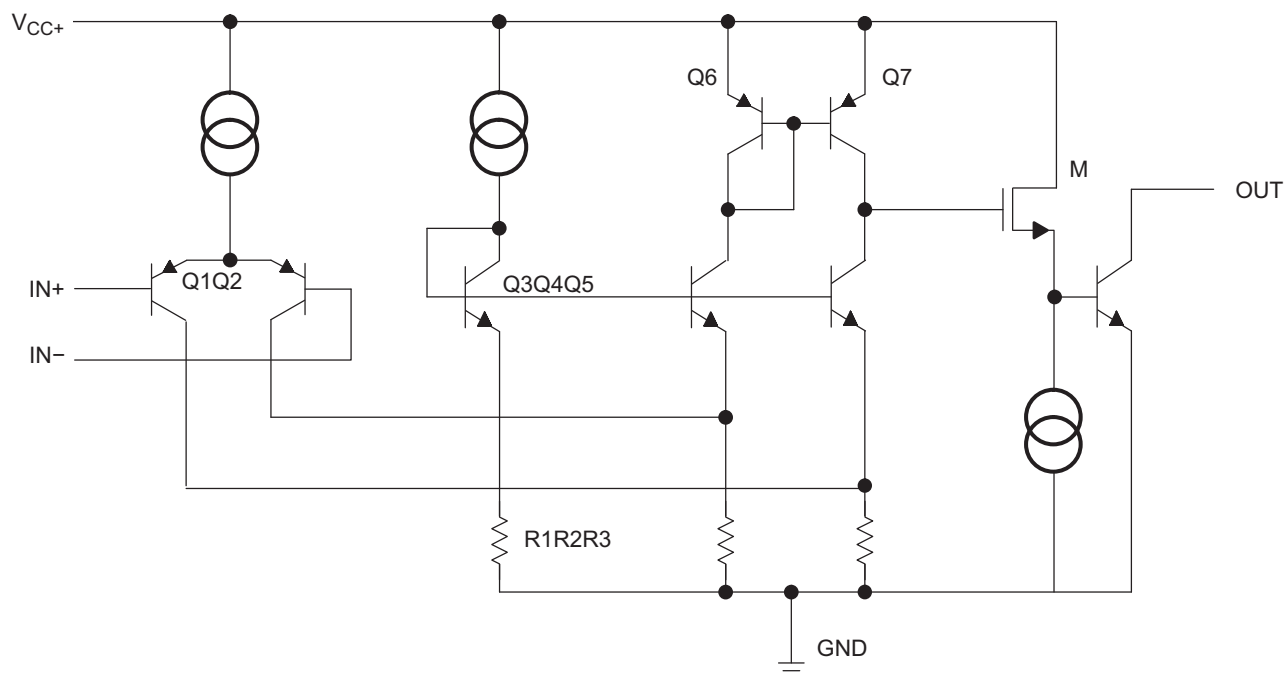 VCC+
Q6
Q7
M
OUT
Q1Q2
IN+
Q3Q4Q5
IN−
R1R2R3
GND